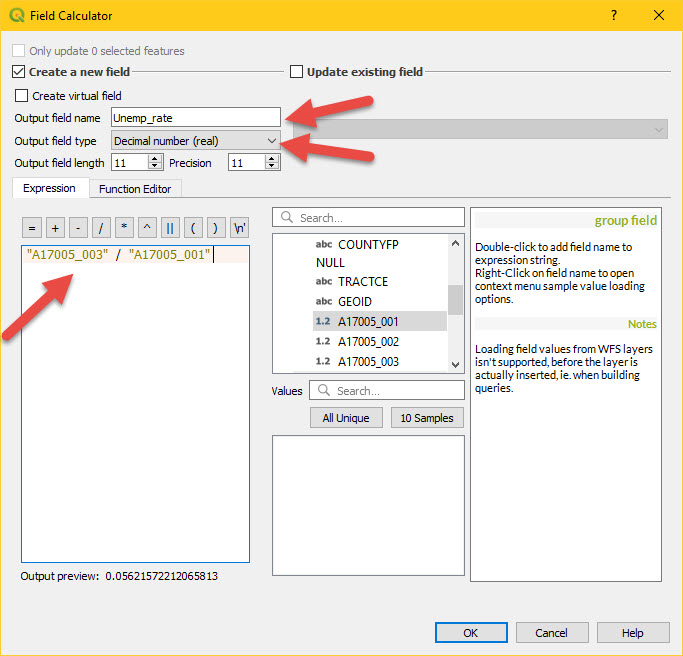 Field Calculator
?
Only update 0 selected features
Create a new field
Update existing field
Create virtual field
Output field name Unemp_rate
Output field type Decimal number (real)
Output field length 11 Precision 11
Expression Function Editor
= + - / * ^ || ( ) \n'
"A17005_003" / "A17005_001"
Output preview: 0.05621572212065813
Search...
abc COUNTYFP
NULL
abc TRACTCE
abc GEOID
1.2 A17005_001
1.2 A17005_002
1.2 A17005_003
Values Search...
All Unique 10 Samples
group field
Double-click to add field name to
expression string.
Right-Click on field name to open
context menu sample value loading
options.
Notes
Loading field values from WFS layers
isn't supported, before the layer is
actually inserted, ie. when building
queries.
OK Cancel Help